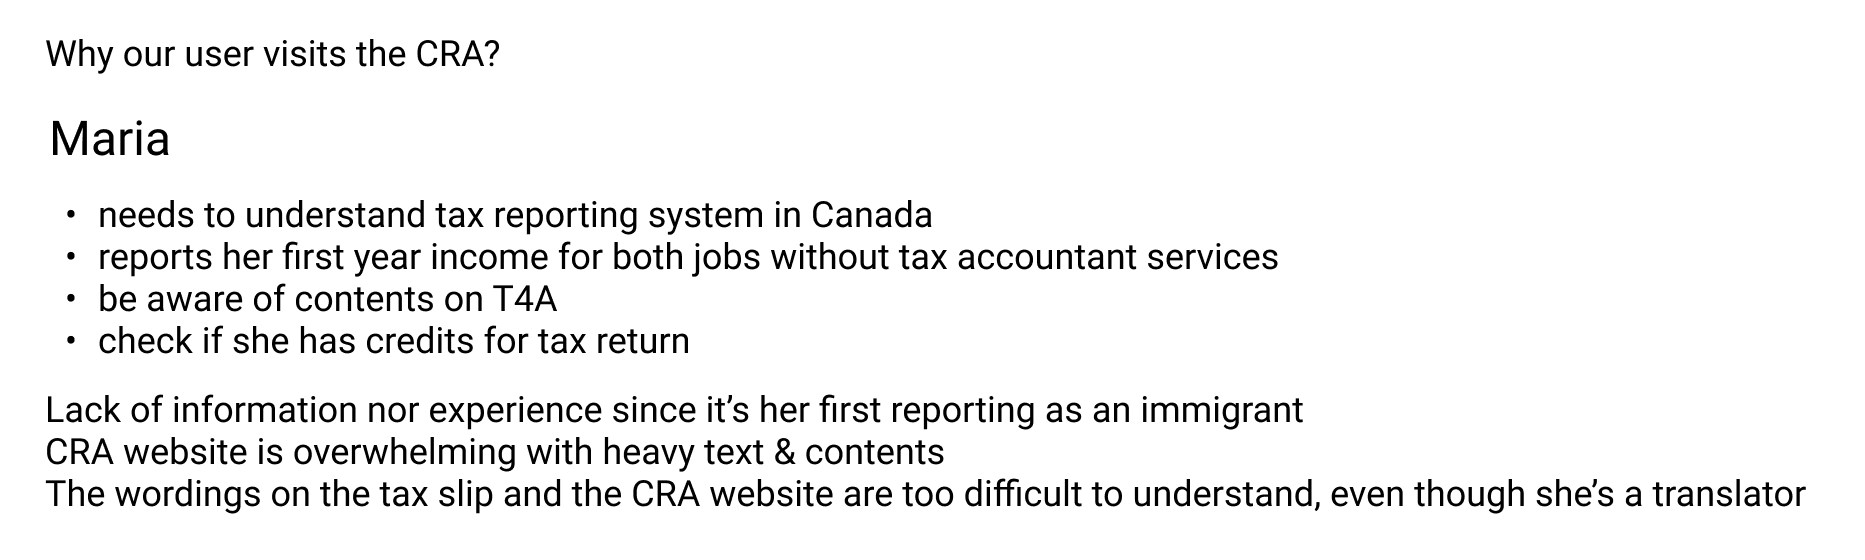 Why our user visits the CRA?
Maria
• needs to understand tax reporting system in Canada
• reports her first year income for both jobs without tax accountant services
• be aware of contents on T4A
• check if she has credits for tax return
Lack of information nor experience since it’s her first reporting as an immigrant
CRA website is overwhelming with heavy text & contents
The wordings on the tax slip and the CRA website are too difficult to understand, even though she’s a translator